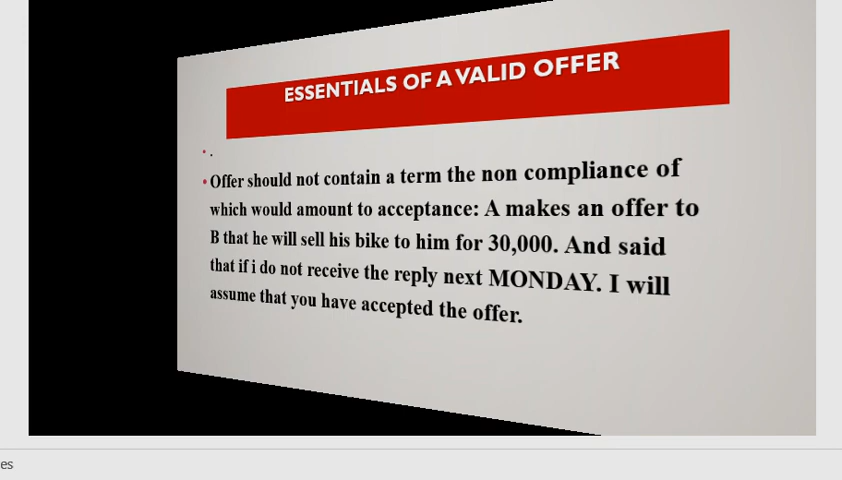 ESSENTIALS OF A VALID OFFER
• .
• Offer should not contain a term the non compliance of
which would amount to acceptance: A makes an offer to
B that he will sell his bike to him for 30,000. And said
that if i do not receive the reply next MONDAY. I will
assume that you have accepted the offer.
es